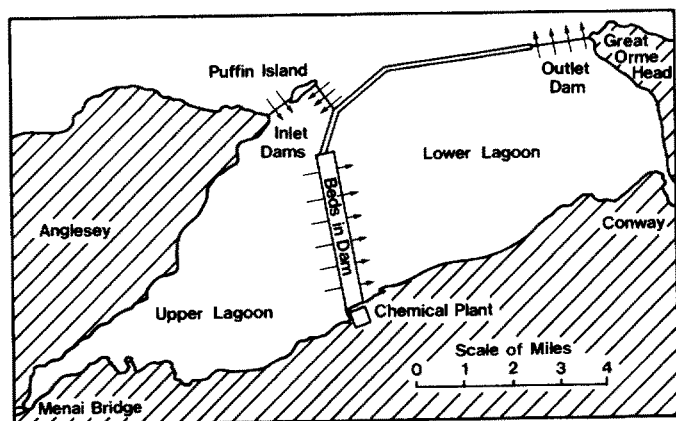 Puffin Island
Great
Orme
Head
Outlet
Dam
Inlet
Dams
Lower Lagoon
Beds in Dam
Anglesey
Conway
Upper Lagoon
Chemical Plant
Scale of Miles
0 1 2 3 4
Menai Bridge